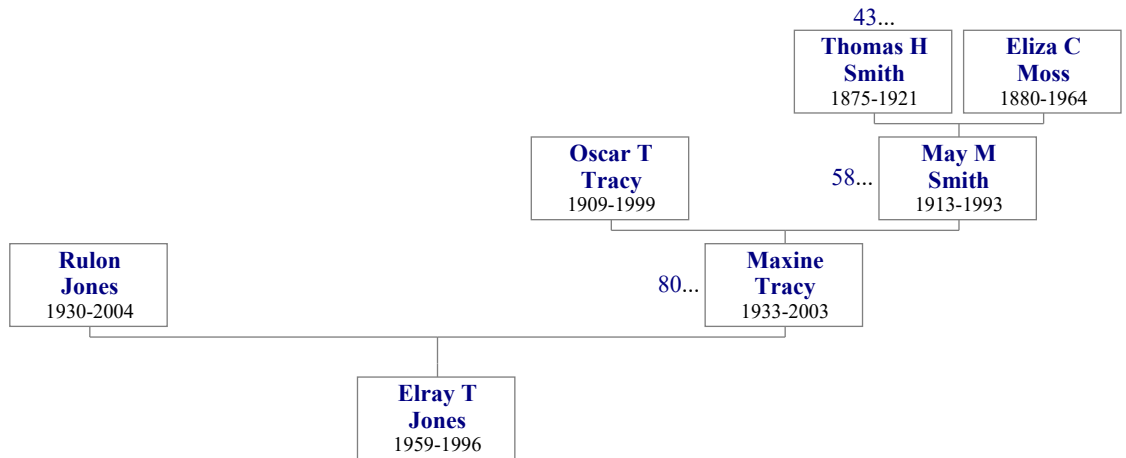 43...
Thomas H
Smith
1875-1921
Eliza C
Moss
1880-1964
Oscar T
Tracy
1909-1999
58...
May M
Smith
1913-1993
Rulon
Jones
1930-2004
80...
Maxine
Tracy
1933-2003
Elray T
Jones
1959-1996